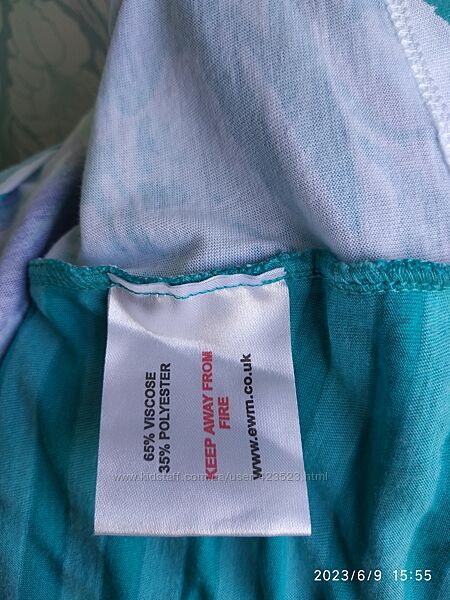 65% VISCOSE
35% POLYESTER
KEEP AWAY FROM
FIRE
www.ewm.co.uk
2023/6/9 15:55